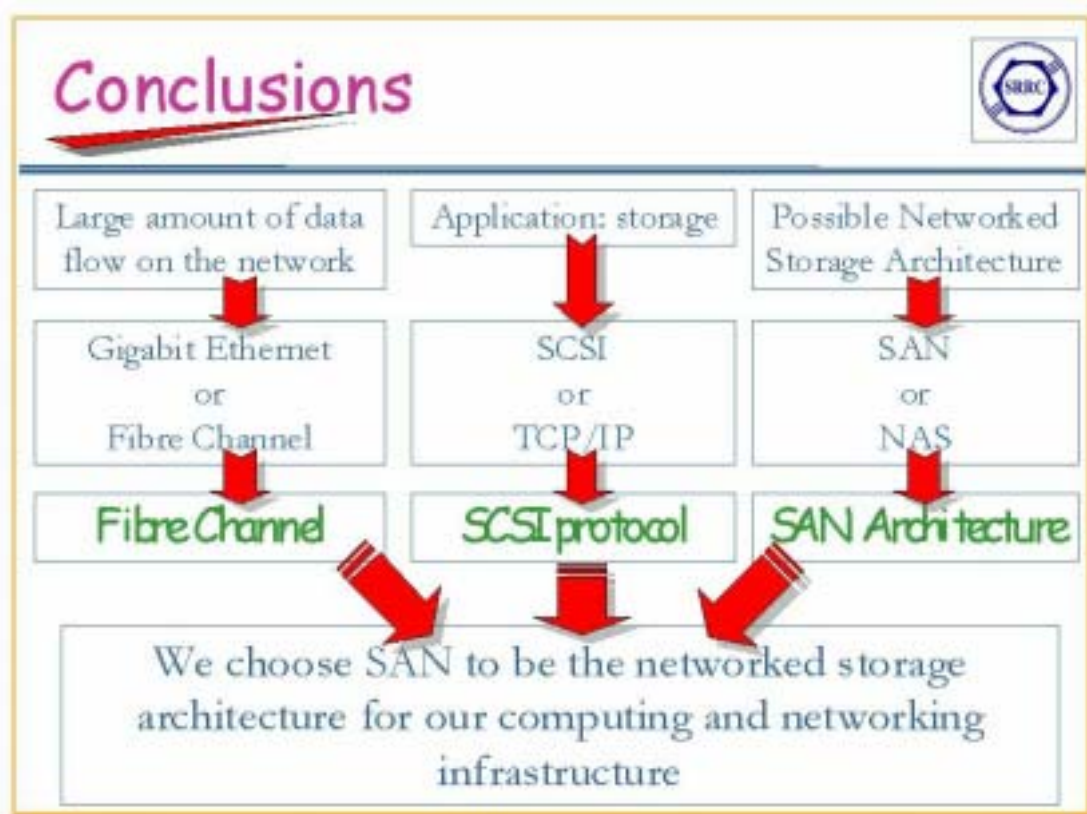 Conclusions
SRRC
Large amount of data
flow on the network
Application: storage
Possible Networked
Storage Architecture
Gigabit Ethernet
or
Fibre Channel
SCSI
or
TCP/IP
SAN
or
NAS
Fibre Channel
SCSI protocol
SAN Architecture
We choose SAN to be the networked storage
architecture for our computing and networking
infrastructure